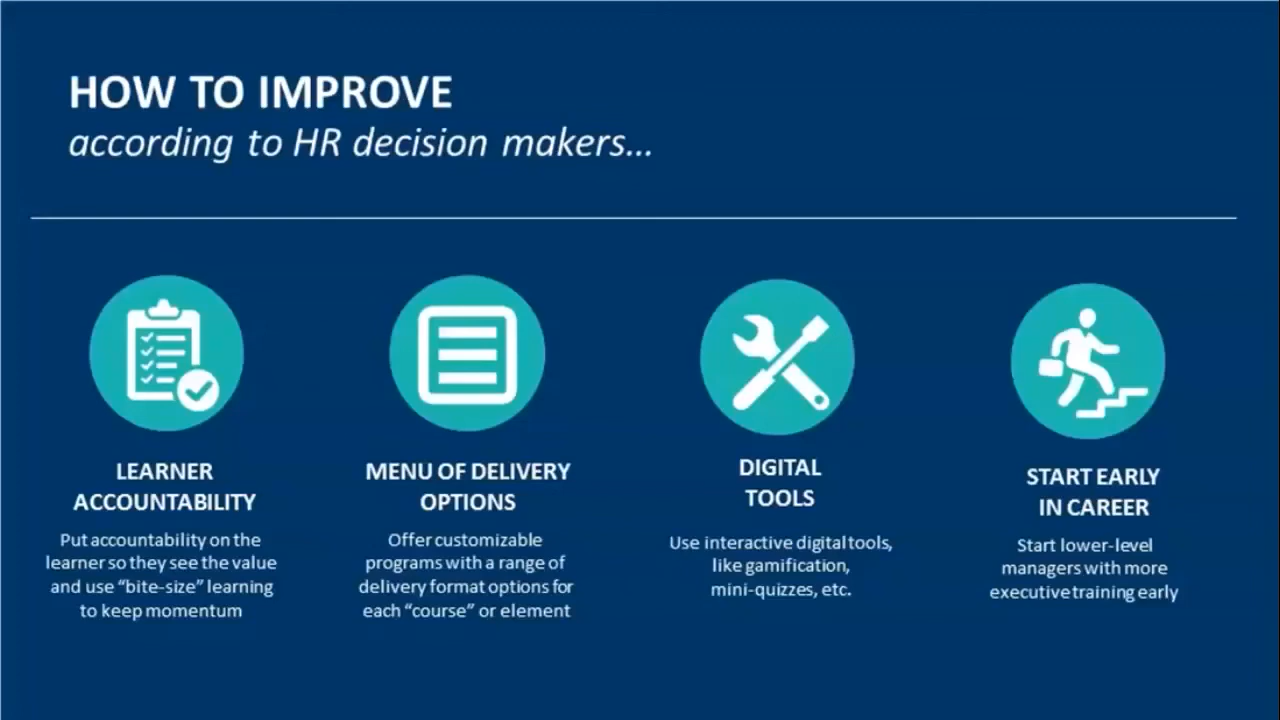 HOW TO IMPROVE
according to HR decision makers...
LEARNER
ACCOUNTABILITY
Put accountability on the
learner so they see the value
and use “bite-size” learning
to keep momentum
MENU OF DELIVERY
OPTIONS
Offer customizable
programs with a range of
delivery format options for
each “course” or element
DIGITAL
TOOLS
Use interactive digital tools,
like gamification,
mini-quizzes, etc.
START EARLY
IN CAREER
Start lower-level
managers with more
executive training early